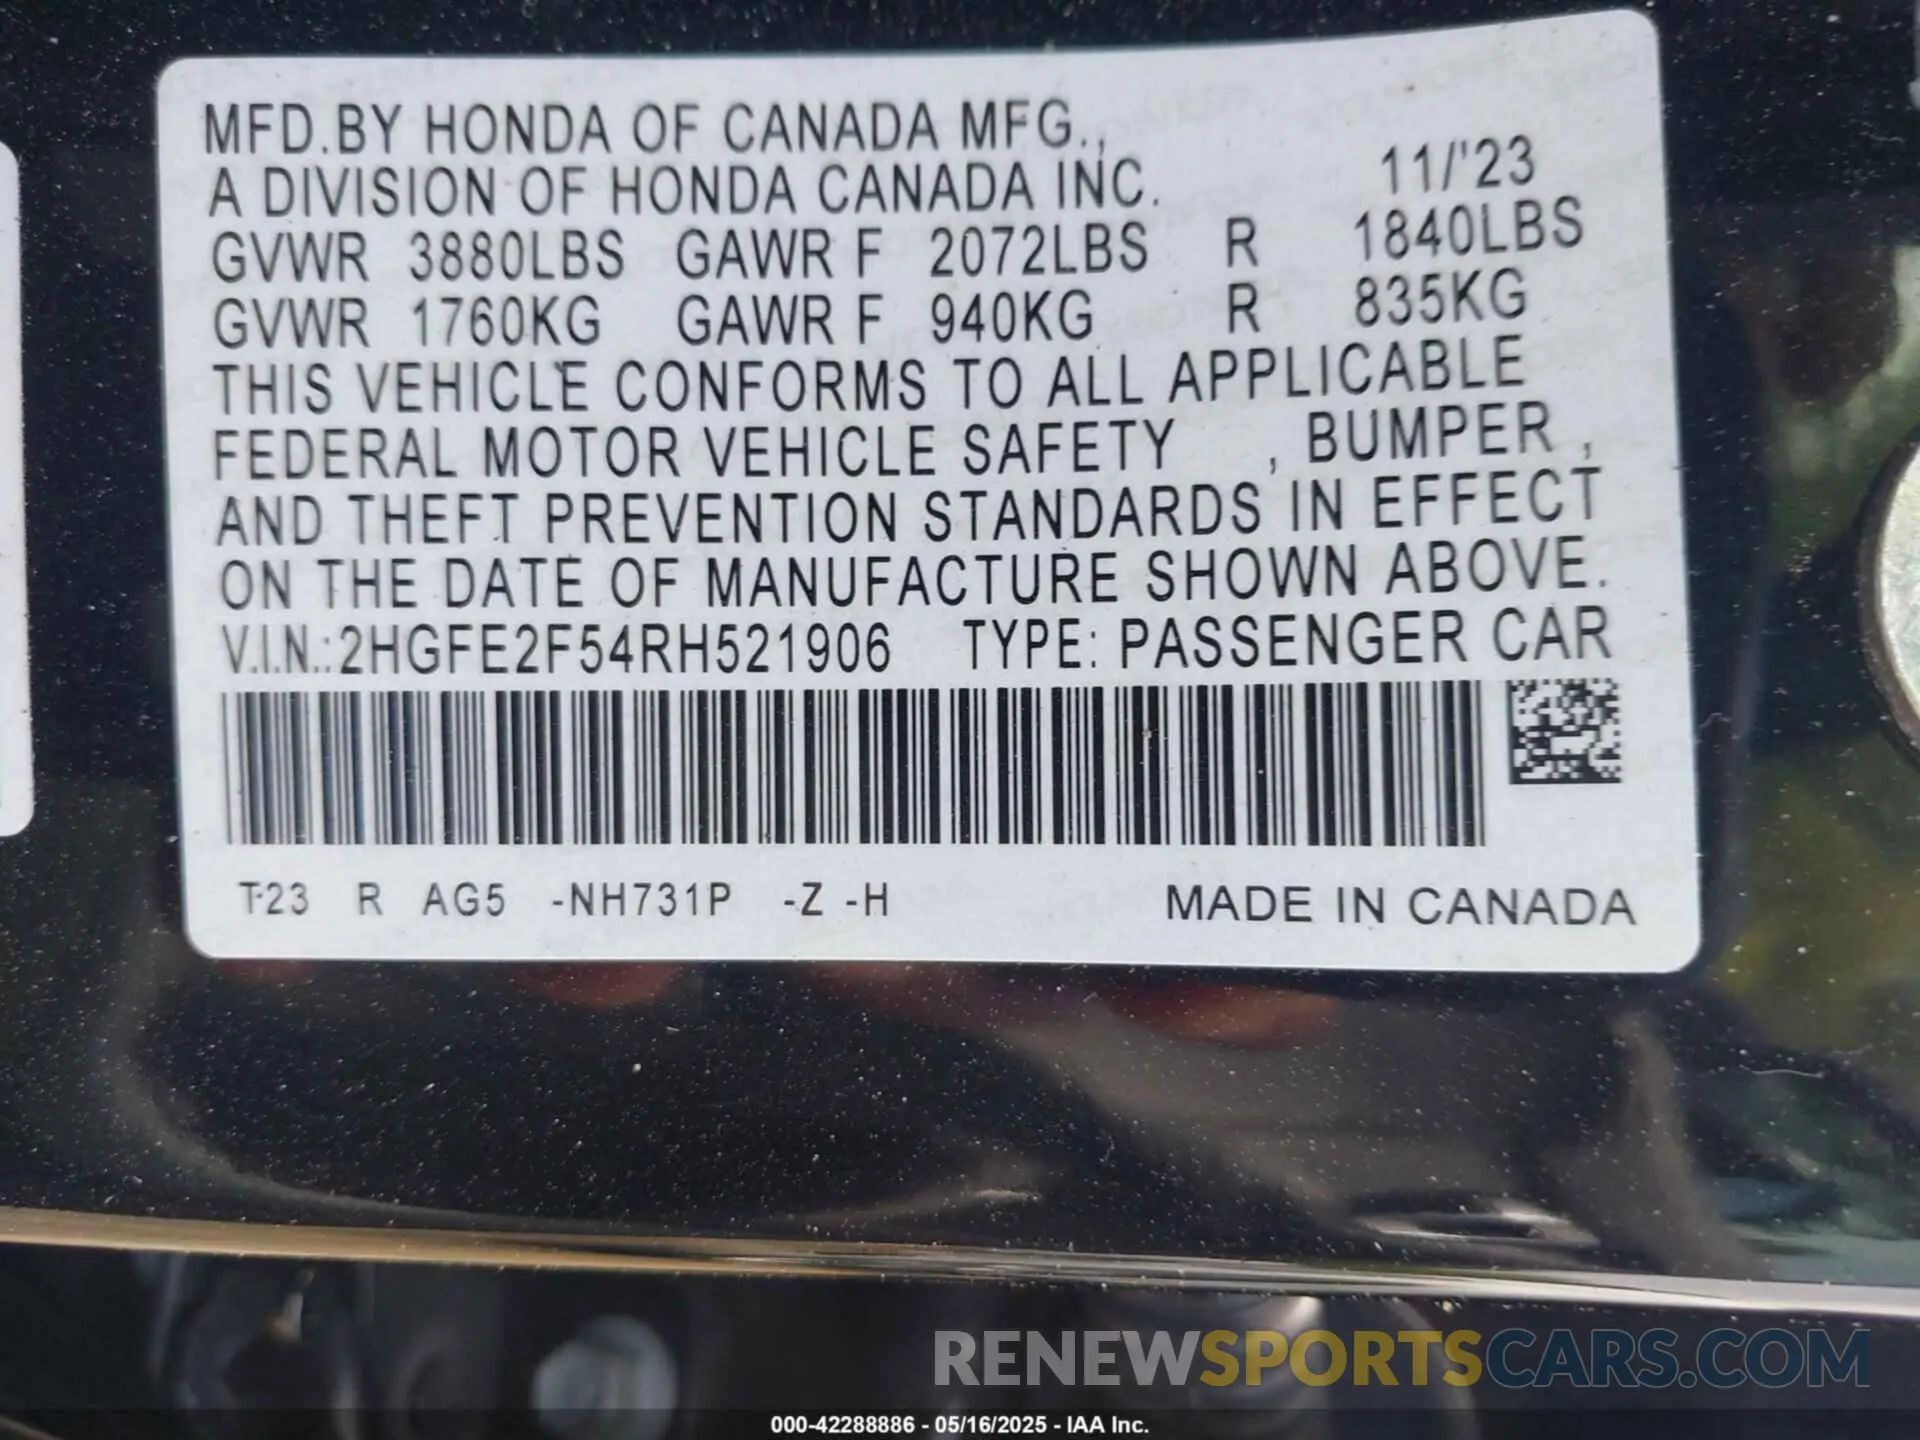 MFD.BY HONDA OF CANADA MFG.,
A DIVISION OF HONDA CANADA INC. 11/'23
GVWR 3880LBS GAWR F 2072LBS R 1840LBS
GVWR 1760KG GAWR F 940KG R 835KG
THIS VEHICLE CONFORMS TO ALL APPLICABLE
FEDERAL MOTOR VEHICLE SAFETY , BUMPER ,
AND THEFT PREVENTION STANDARDS IN EFFECT
ON THE DATE OF MANUFACTURE SHOWN ABOVE.
V.I.N.:2HGFE2F54RH521906 TYPE: PASSENGER CAR
T-23 R AG5 -NH731P -Z -H MADE IN CANADA
RENEWSPORTSCARS.COM
000-42288886 - 05/16/2025 - IAA Inc.